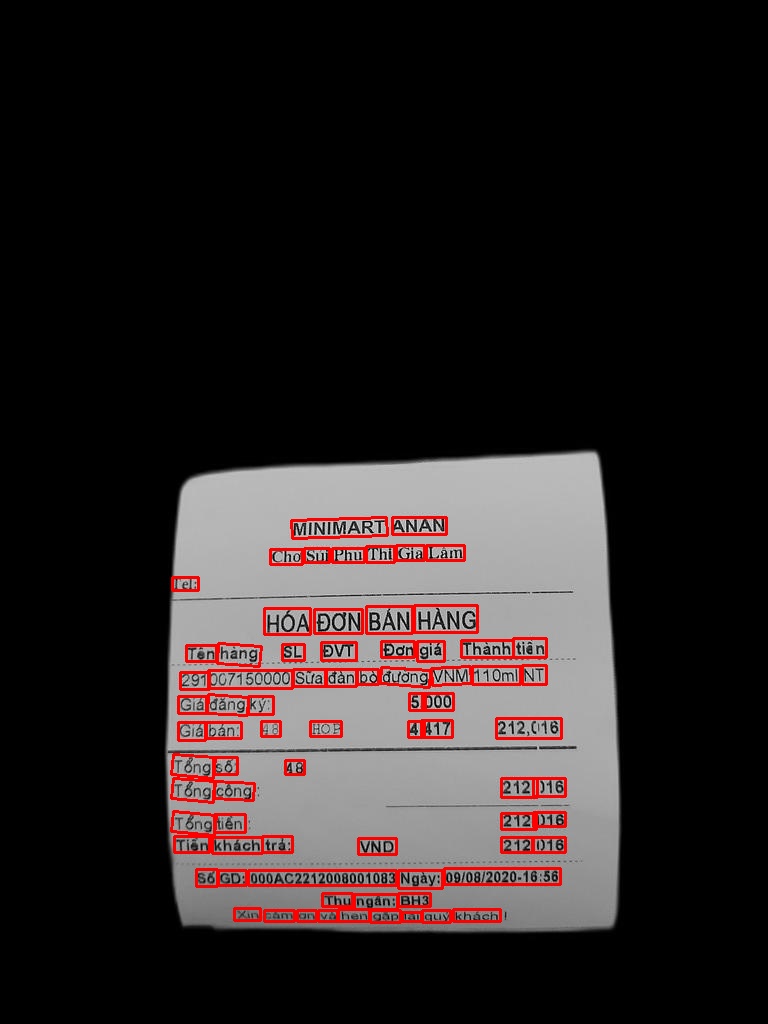 MINIMART ANAN
Chợ Sủi Phú Thị Gia Lâm
Tel:
HÓA ĐƠN BÁN HÀNG
Tên hàng SL ĐVT Đơn giá Thành tiền
291007150000 Sữa đàn bò đường VNM 110ml NT
Giá đăng ký: 5,000
Giá bán: 48 HOP 4,417 212,016
Tổng số: 48
Tổng cộng: 212,016
Tổng tiền: 212,016
Tiền khách trả: VND 212,016
Số GD: 000AC2212008001083 Ngày: 09/08/2020-16:56
Thu ngân: BH3
Xin cảm ơn và hẹn gặp lại quý khách !